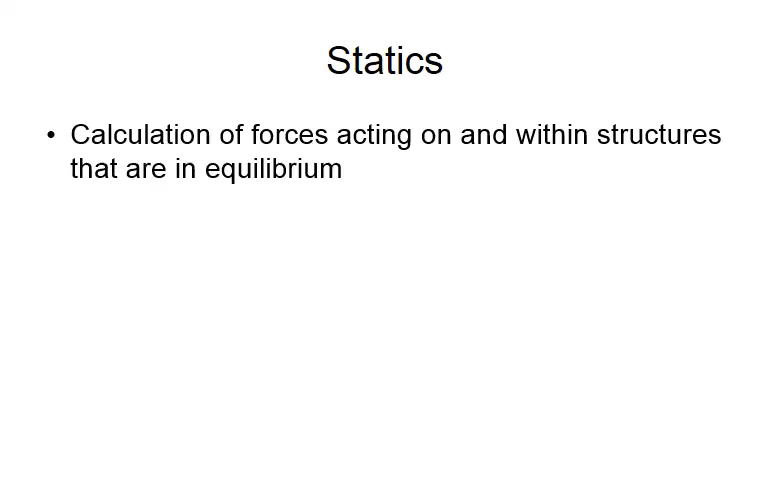 Statics
• Calculation of forces acting on and within structures
that are in equilibrium